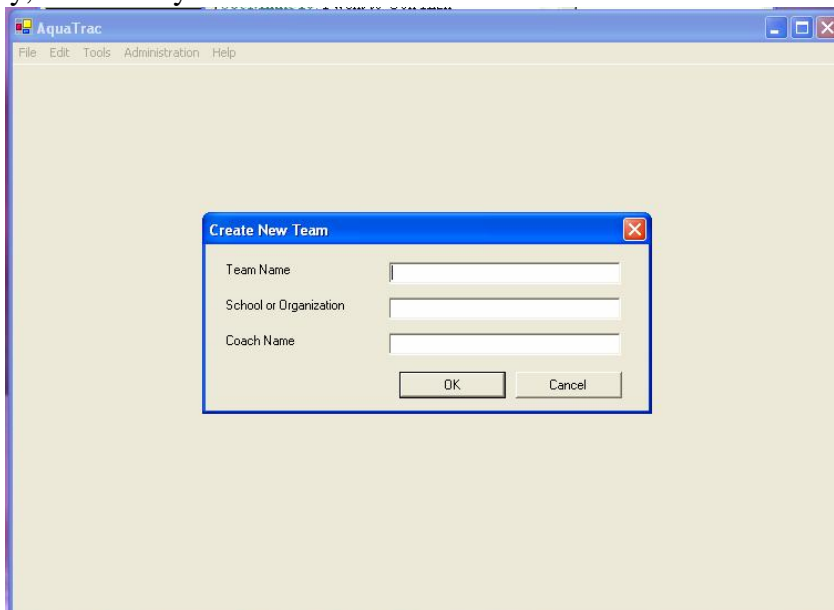 AquaTrac
File Edit Tools Administration Help
Create New Team
Team Name
School or Organization
Coach Name
OK Cancel